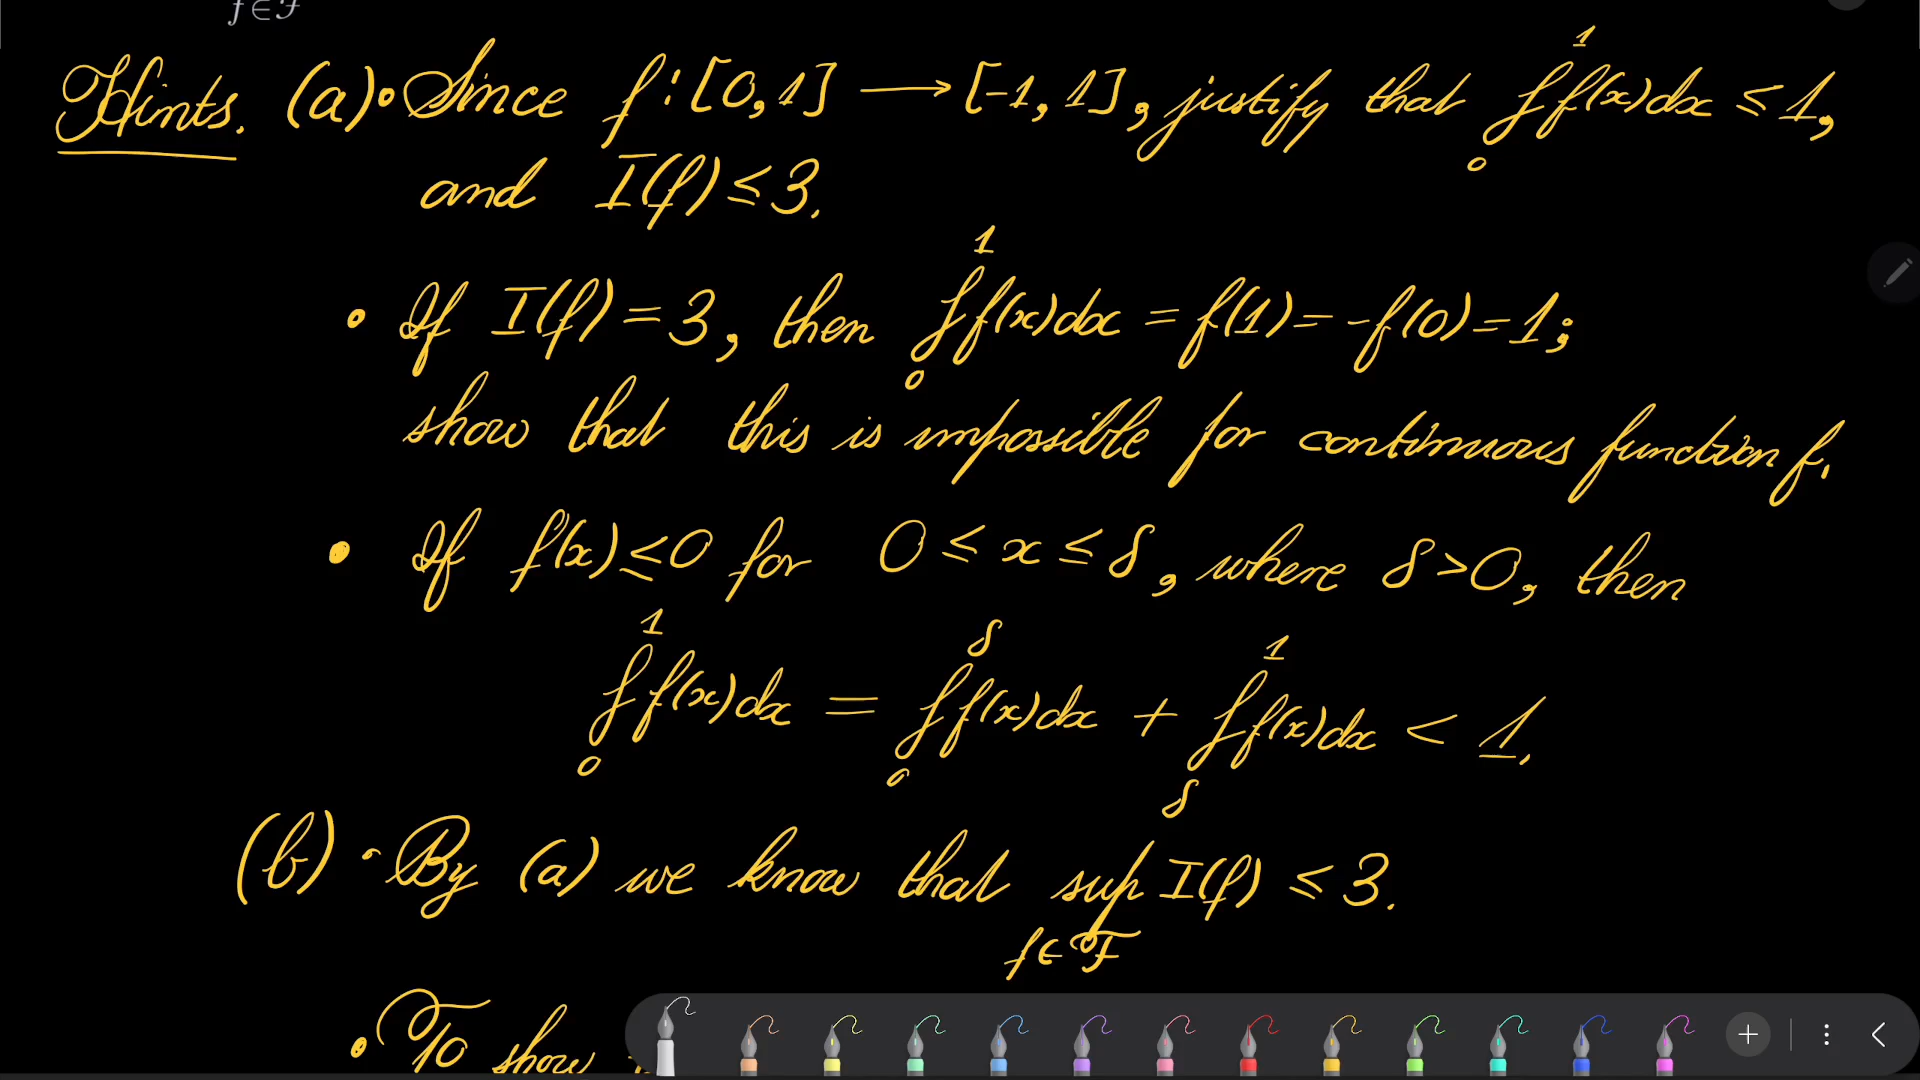 f∈ℱ
Hints. (a)∘ Since f:[0,1] ⟶ [-1,1], justify that ∫₀¹ f(x)dx ≤ 1,
and I(f) ≤ 3.
∘ If I(f) = 3, then ∫₀¹ f(x)dx = f(1) = -f(0) = 1;
show that this is impossible for continuous function f.
• If f(x) ≤ 0 for 0 ≤ x ≤ δ, where δ > 0, then
∫₀¹ f(x)dx = ∫₀^δ f(x)dx + ∫_δ¹ f(x)dx < 1.
(b) ∘ By (a) we know that sup I(f) ≤ 3.
f∈ℱ
• To show